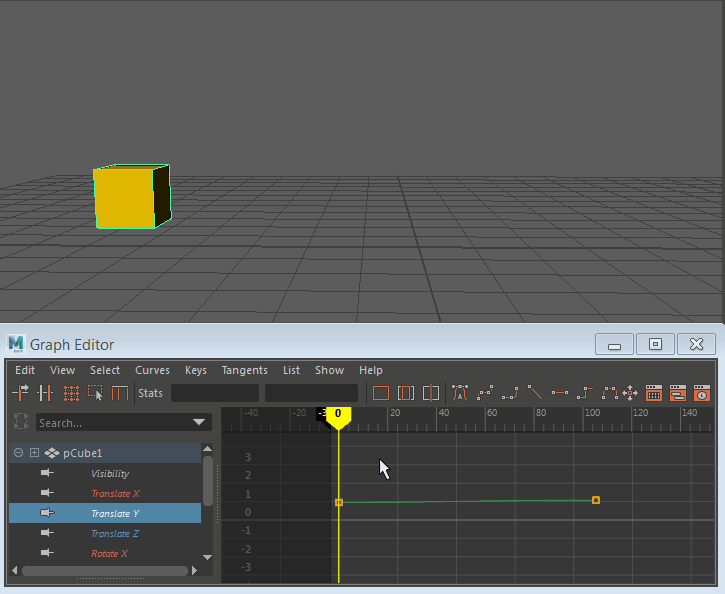 M Graph Editor
Edit View Select Curves Keys Tangents List Show Help
Stats
Search...
-40 -20 -3 0 20 40 60 80 100 120 140
pCube1
Visibility
Translate X
Translate Y
Translate Z
Rotate X
3
2
1
0
-1
-2
-3